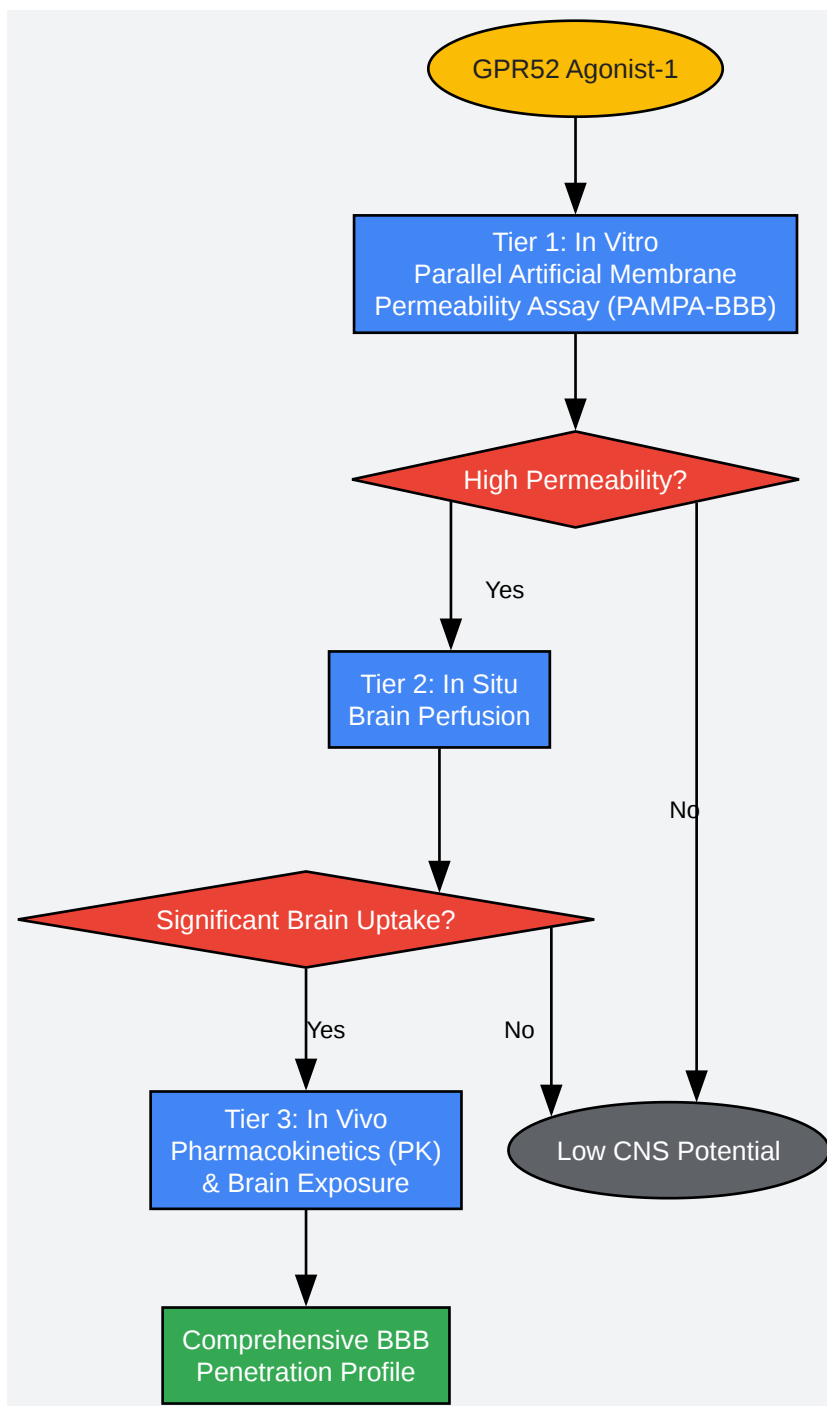 GPR52 Agonist-1
Tier 1: In Vitro
Parallel Artificial Membrane
Permeability Assay (PAMPA-BBB)
High Permeability?
Yes
Tier 2: In Situ
Brain Perfusion
No
Significant Brain Uptake?
Yes
No
Tier 3: In Vivo
Pharmacokinetics (PK)
& Brain Exposure
Low CNS Potential
Comprehensive BBB
Penetration Profile